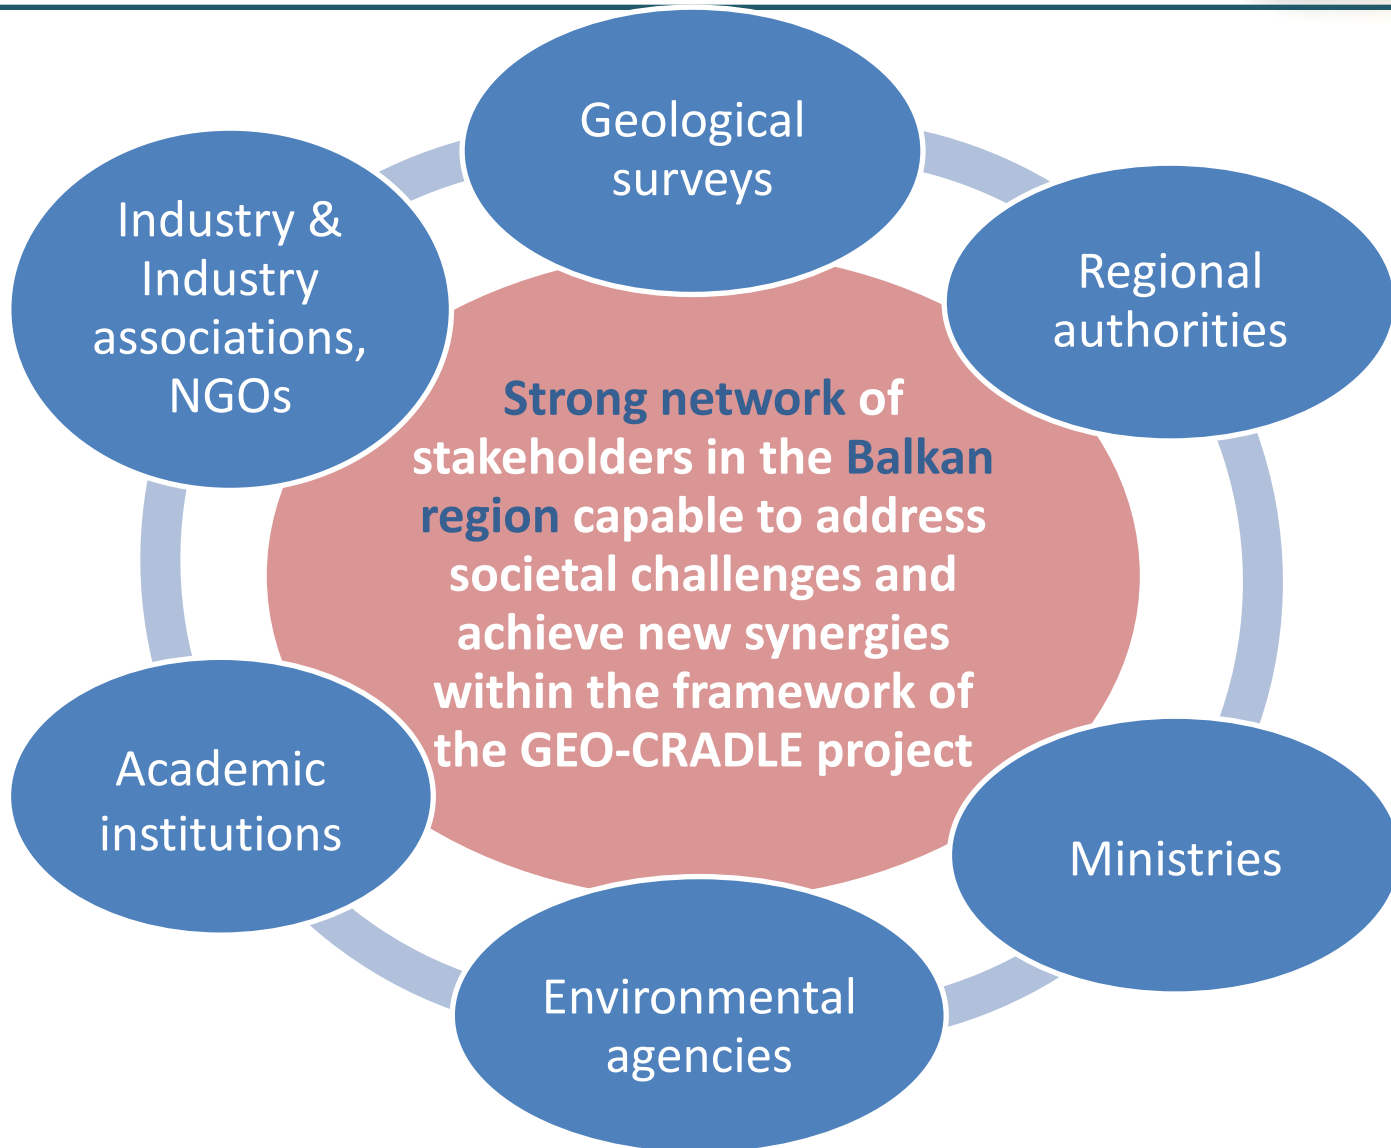 Geological
surveys
Regional
authorities
Ministries
Environmental
agencies
Academic
institutions
Industry &
Industry
associations,
NGOs
Strong network of
stakeholders in the Balkan
region capable to address
societal challenges and
achieve new synergies
within the framework of
the GEO-CRADLE project